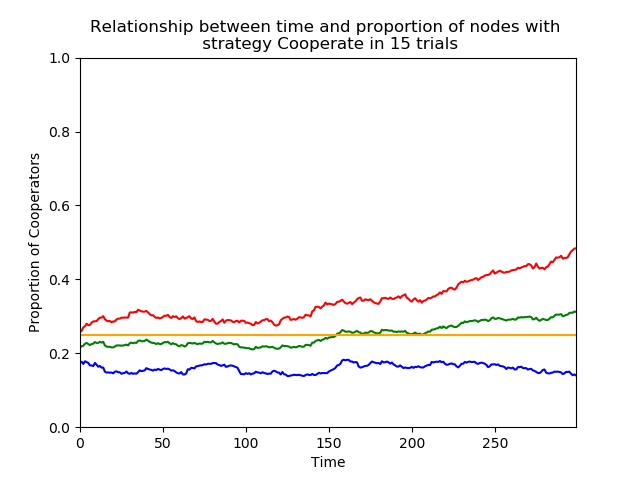 Relationship between time and proportion of nodes with
strategy Cooperate in 15 trials
1.0
0.8
0.6
0.4
0.2
0.0
Proportion of Cooperators
0 50 100 150 200 250
Time